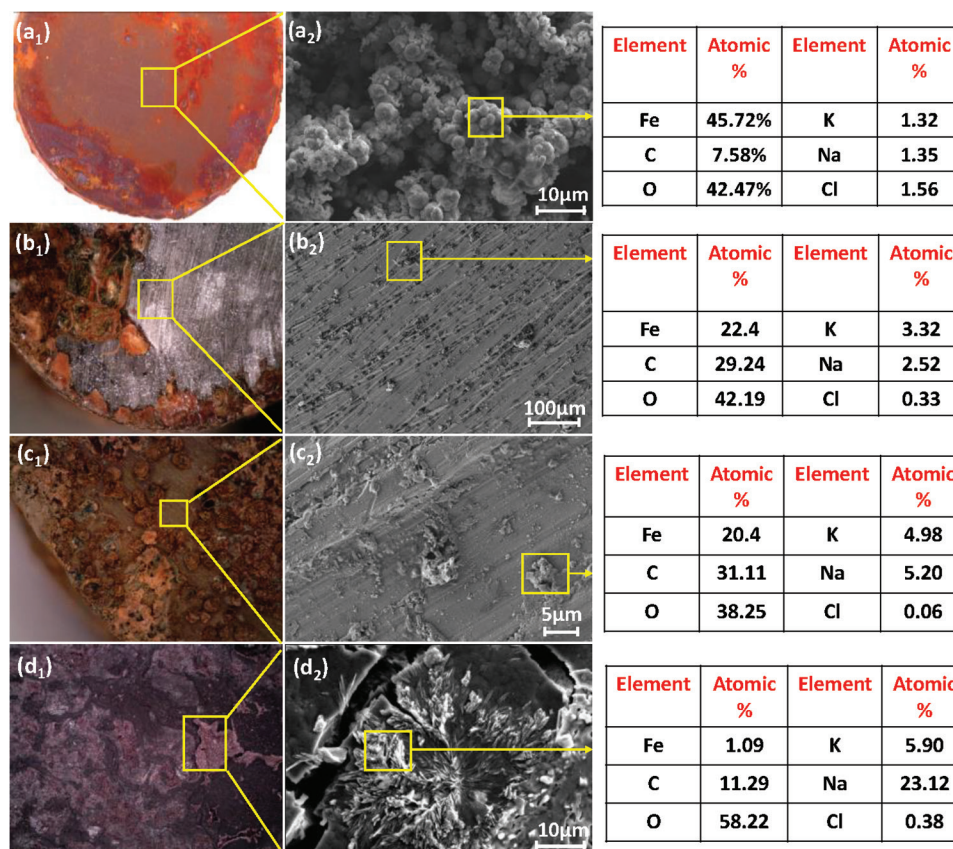 (a₁)
(a₂)
10µm
Element Atomic % Element Atomic %
Fe 45.72% K 1.32
C 7.58% Na 1.35
O 42.47% Cl 1.56
(b₁)
(b₂)
100µm
Element Atomic % Element Atomic %
Fe 22.4 K 3.32
C 29.24 Na 2.52
O 42.19 Cl 0.33
(c₁)
(c₂)
5µm
Element Atomic % Element Atomic %
Fe 20.4 K 4.98
C 31.11 Na 5.20
O 38.25 Cl 0.06
(d₁)
(d₂)
10µm
Element Atomic % Element Atomic %
Fe 1.09 K 5.90
C 11.29 Na 23.12
O 58.22 Cl 0.38